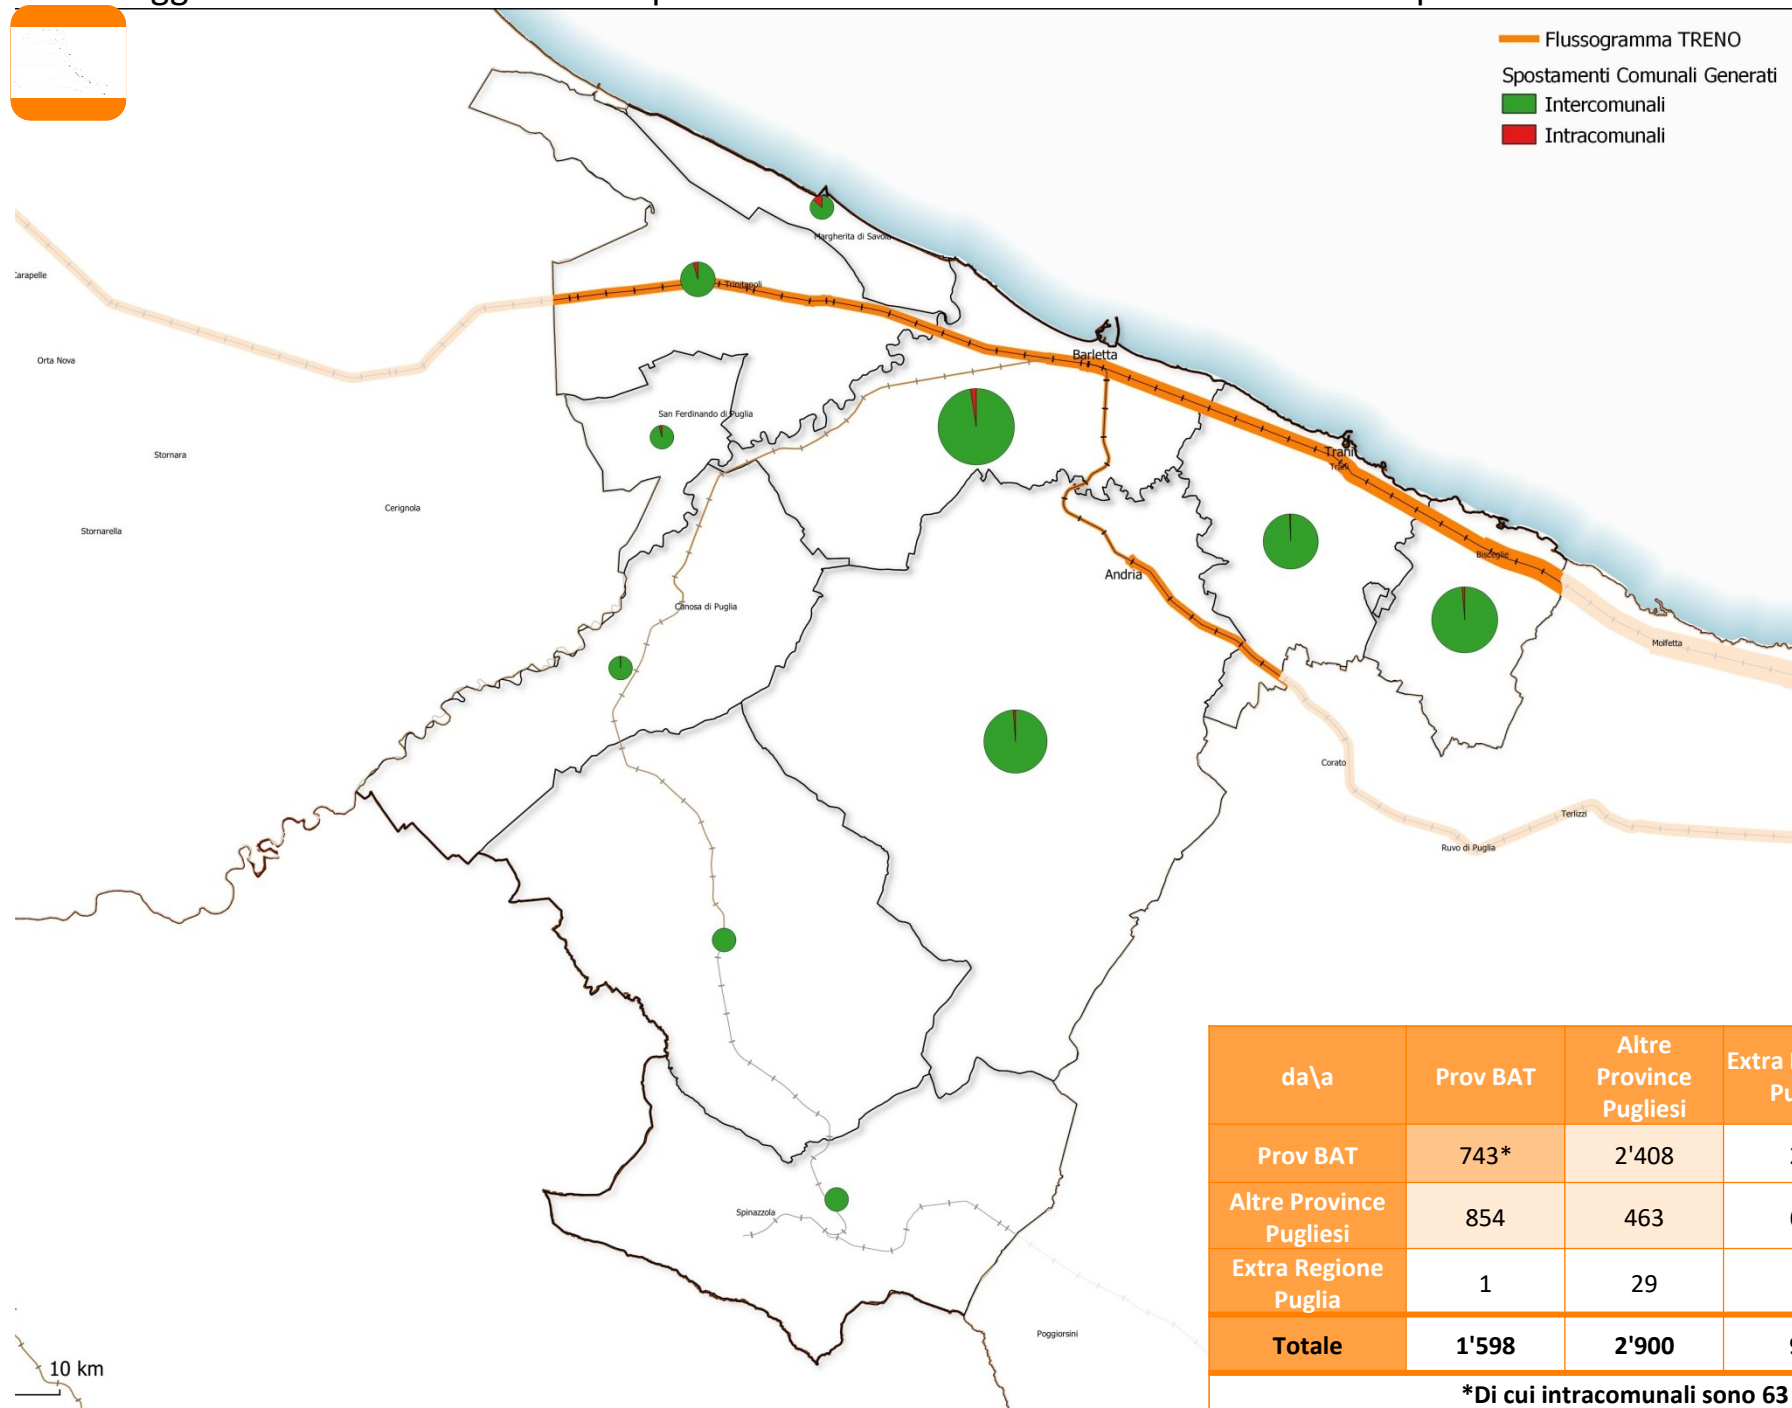 Flussogramma TRENO
Spostamenti Comunali Generati
Intercomunali
Intracomunali
Margherita di Savoia
Carapelle
Trinitapoli
Orta Nova
Barletta
San Ferdinando di Puglia
Stornara
Trani
Trani
Cerignola
Stornarella
Bisceglie
Andria
Canosa di Puglia
Molfetta
Corato
Terlizzi
Ruvo di Puglia
Spinazzola
Poggiorsini
10 km
da\a
Prov BAT
Altre
Province
Pugliesi
Extra
Prov BAT
743*
2'408
Altre Province
Pugliesi
854
463
Extra Regione
Puglia
1
29
Totale
1'598
2'900
*Di cui intracomunali sono 63